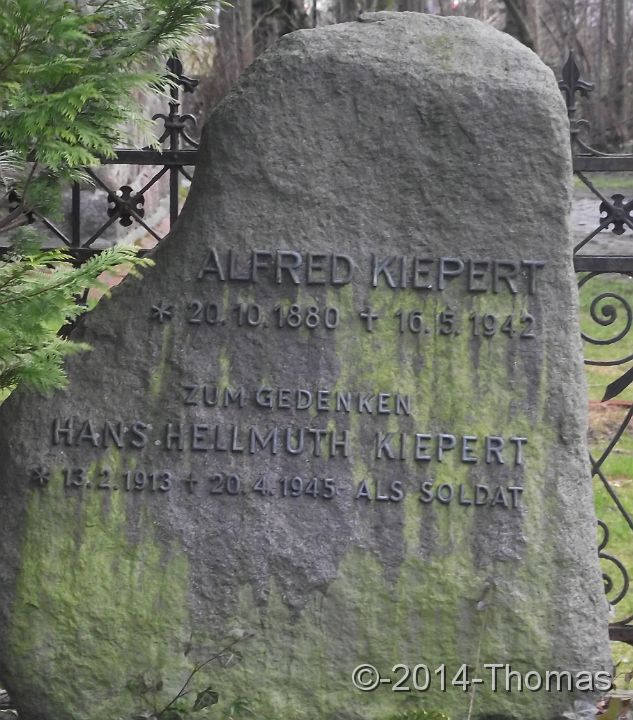 ALFRED KIEPERT
* 20.10.1880 + 16.5.1942
ZUM GEDENKEN
HANS-HELLMUTH KIEPERT
* 13.2.1913 + 20.4.1945 ALS SOLDAT
©-2014-Thomas